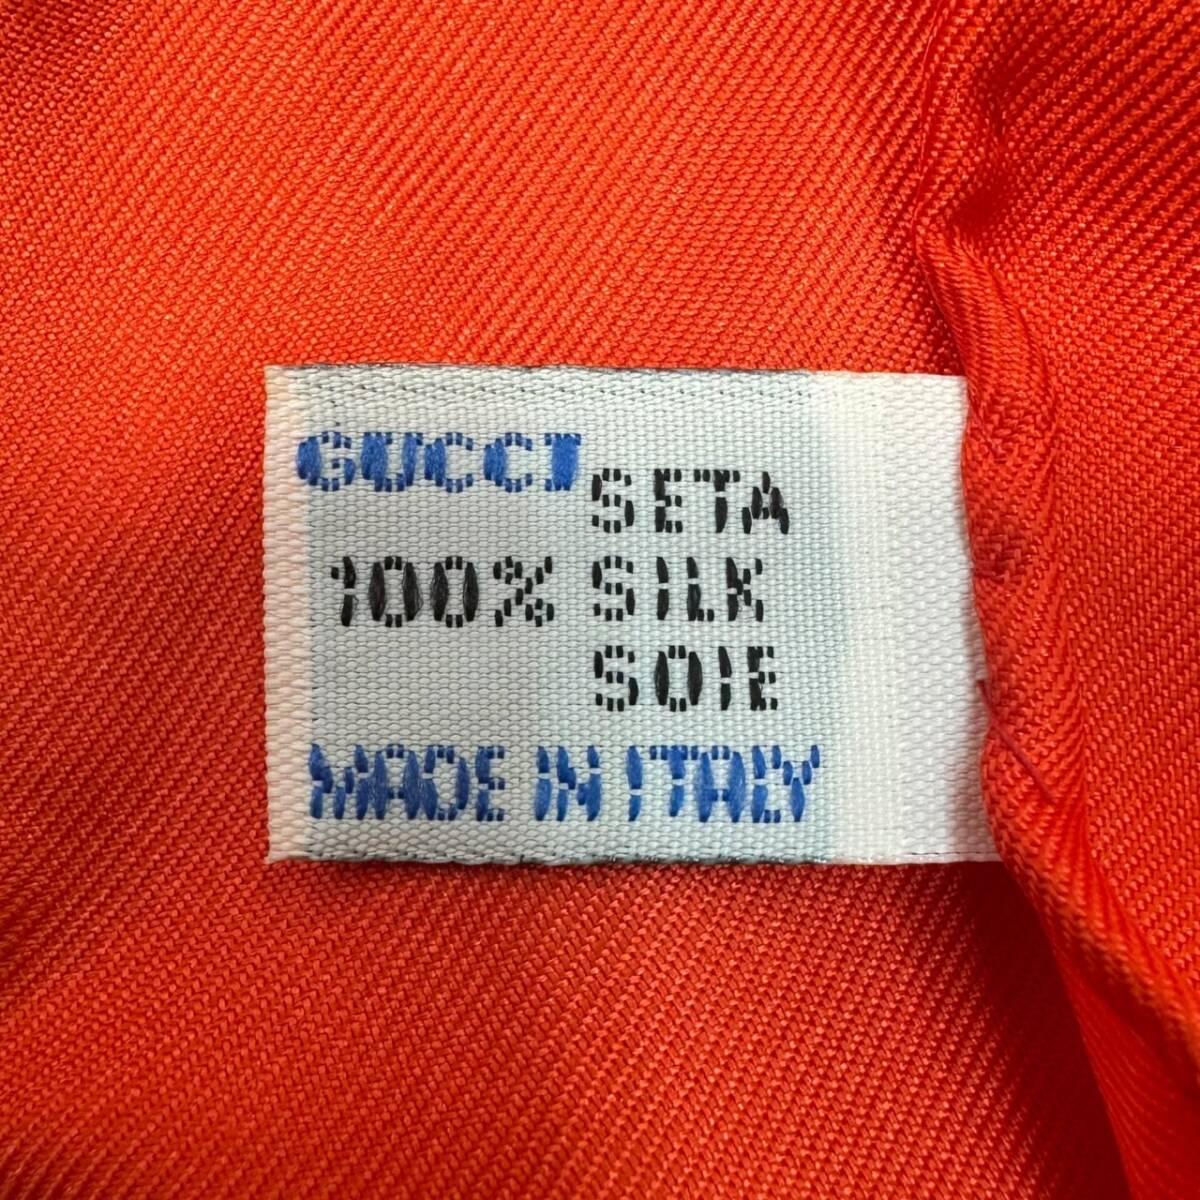 GUCCI
SETA
100% SILK
SOIE
MADE IN ITALY